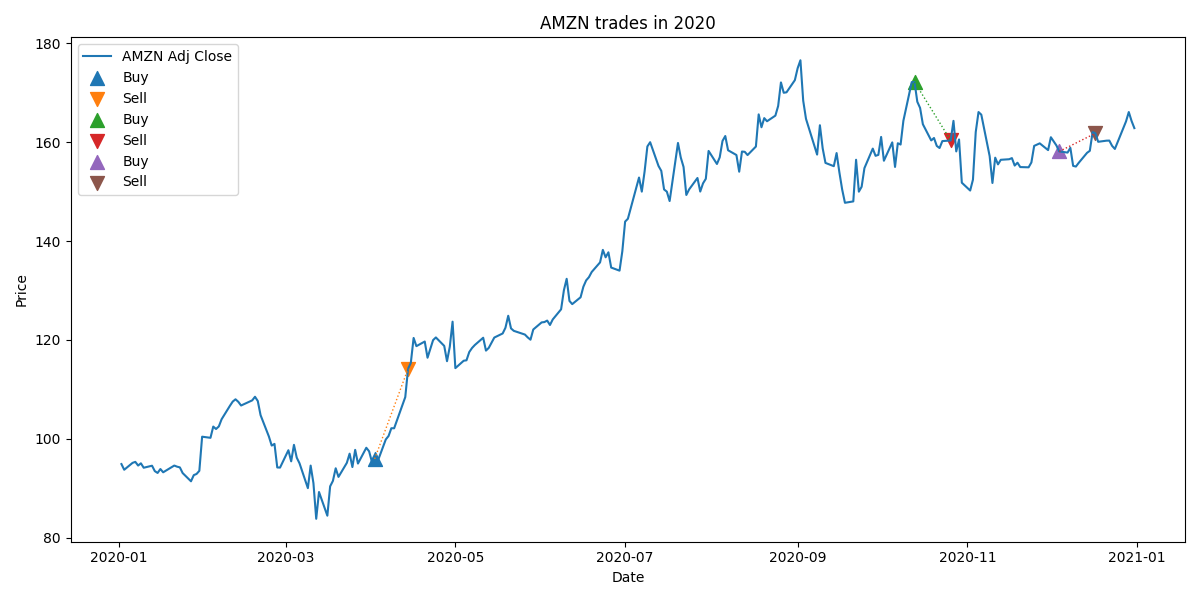 AMZN trades in 2020
180
160
140
120
100
80
Price
AMZN Adj Close
Buy
Sell
Buy
Sell
Buy
Sell
2020-01
2020-03
2020-05
2020-07
2020-09
2020-11
2021-01
Date